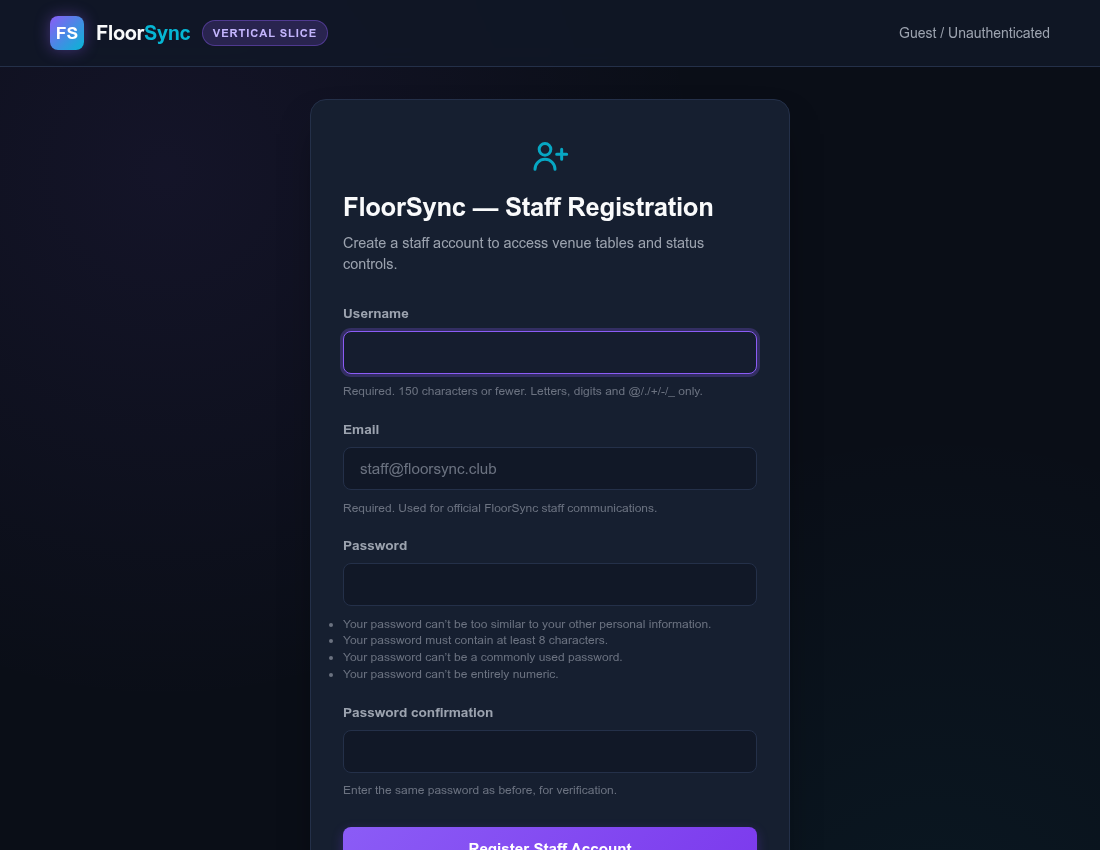 FS FloorSync VERTICAL SLICE Guest / Unauthenticated
FloorSync — Staff Registration
Create a staff account to access venue tables and status
controls.
Username
Required. 150 characters or fewer. Letters, digits and @/./+/-/_ only.
Email
staff@floorsync.club
Required. Used for official FloorSync staff communications.
Password
Your password can't be too similar to your other personal information.
Your password must contain at least 8 characters.
Your password can't be a commonly used password.
Your password can't be entirely numeric.
Password confirmation
Enter the same password as before, for verification.
Register Staff Account